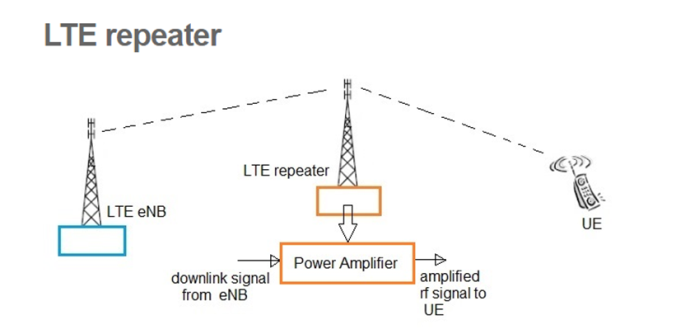 LTE repeater
LTE repeater
LTE eNB
UE
Power Amplifier
downlink signal
from eNB
amplified
rf signal to
UE